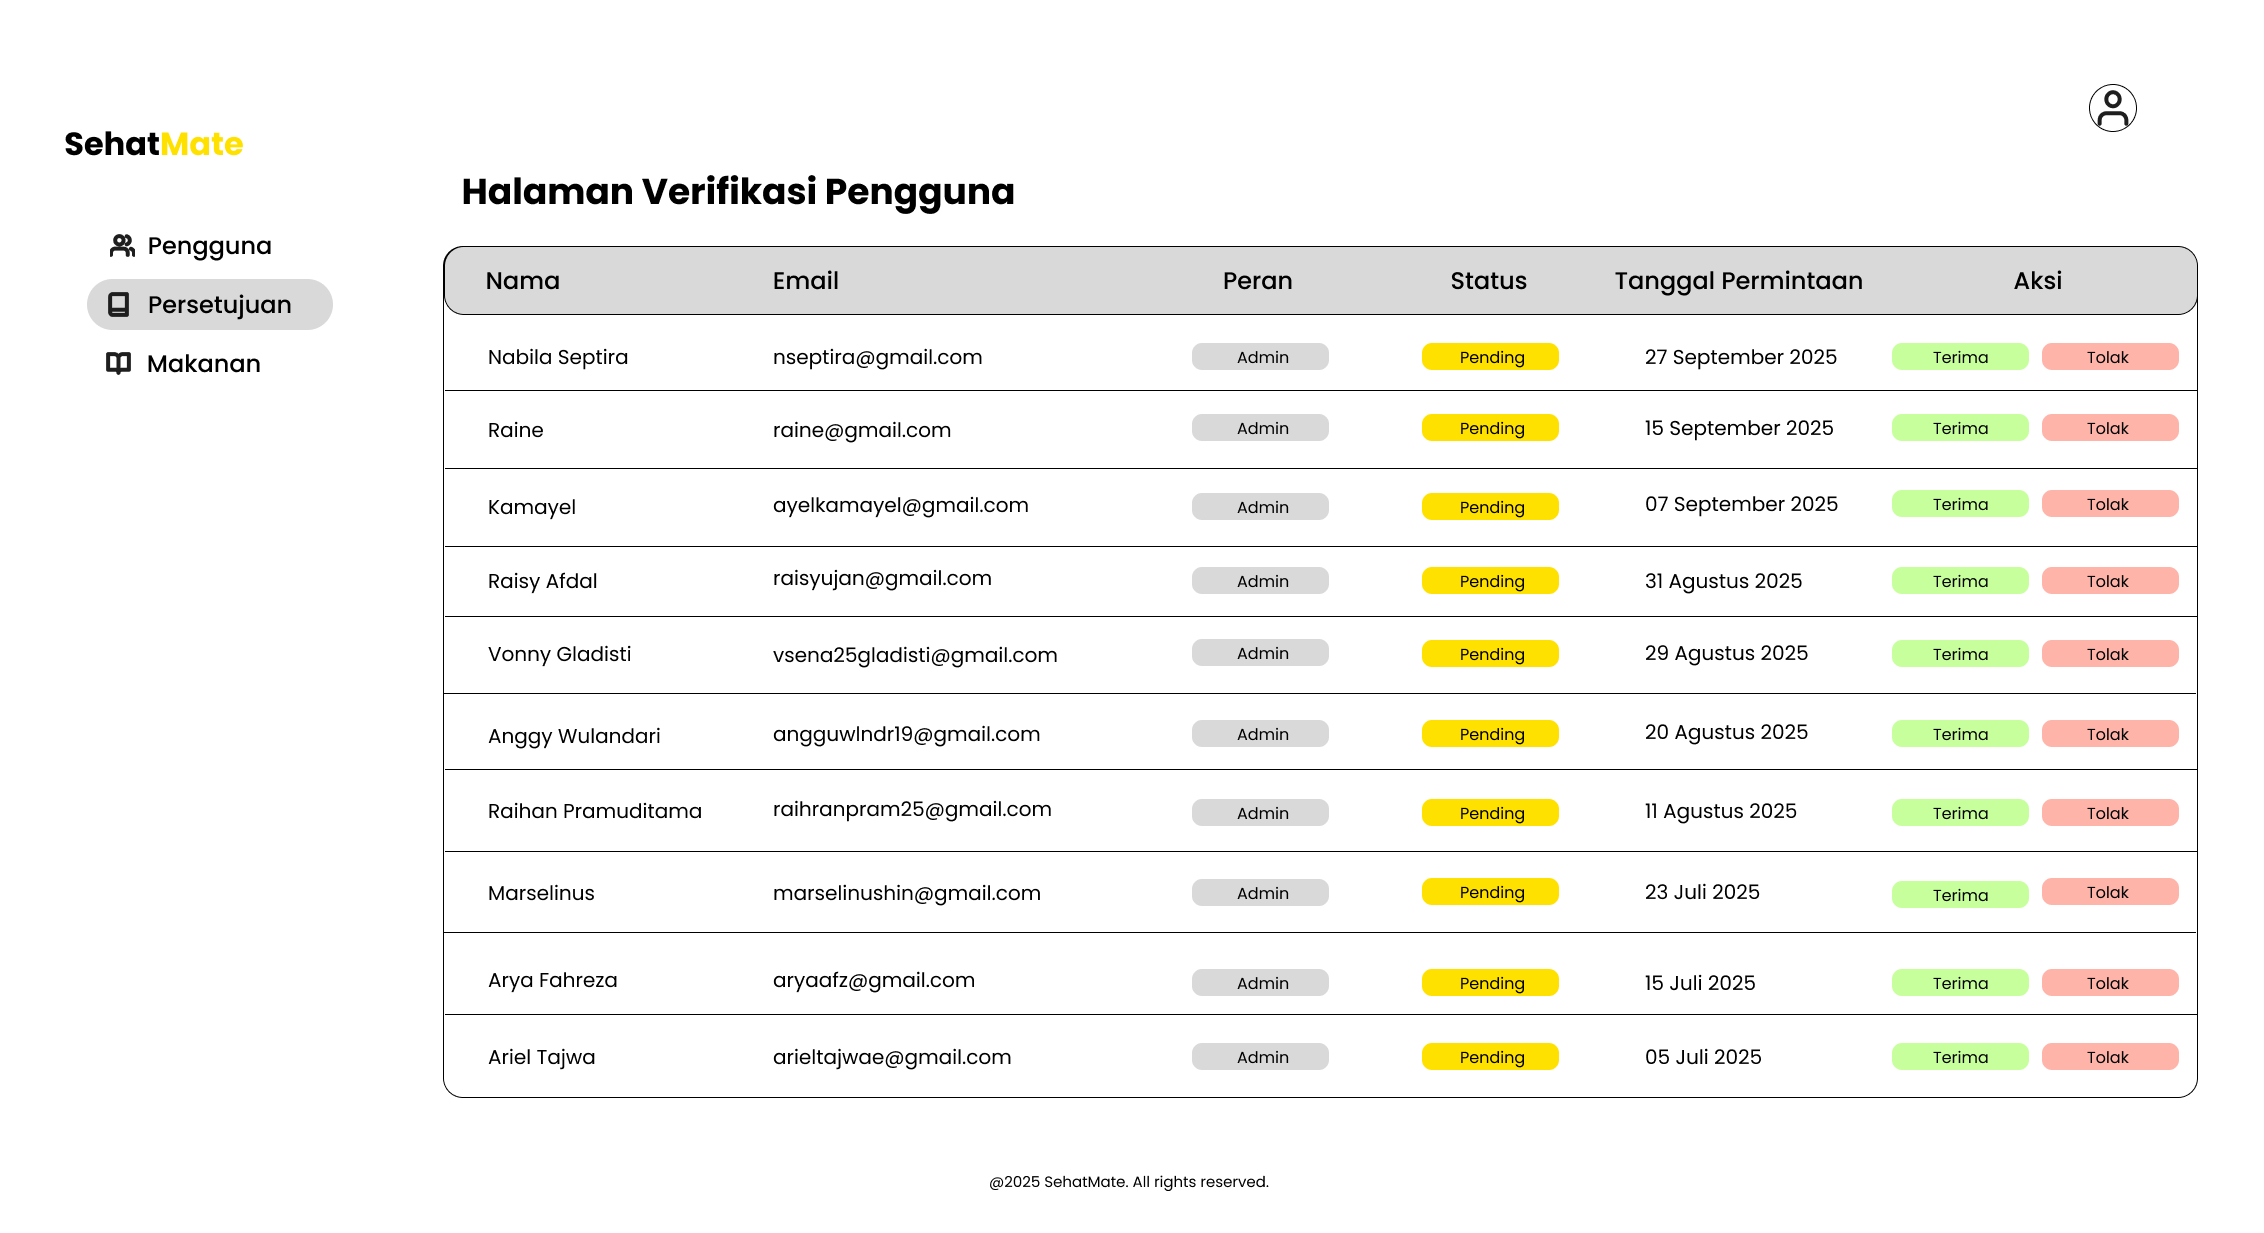 SehatMate
Pengguna
Persetujuan
Makanan
Halaman Verifikasi Pengguna
Nama Email Peran Status Tanggal Permintaan Aksi
Nabila Septira nseptira@gmail.com Admin Pending 27 September 2025 Terima Tolak
Raine raine@gmail.com Admin Pending 15 September 2025 Terima Tolak
Kamayel ayelkamayel@gmail.com Admin Pending 07 September 2025 Terima Tolak
Raisy Afdal raisyujan@gmail.com Admin Pending 31 Agustus 2025 Terima Tolak
Vonny Gladisti vsena25gladisti@gmail.com Admin Pending 29 Agustus 2025 Terima Tolak
Anggy Wulandari angguwlndr19@gmail.com Admin Pending 20 Agustus 2025 Terima Tolak
Raihan Pramuditama raihranpram25@gmail.com Admin Pending 11 Agustus 2025 Terima Tolak
Marselinus marselinushin@gmail.com Admin Pending 23 Juli 2025 Terima Tolak
Arya Fahreza aryaafz@gmail.com Admin Pending 15 Juli 2025 Terima Tolak
Ariel Tajwa arieltajwae@gmail.com Admin Pending 05 Juli 2025 Terima Tolak
@2025 SehatMate. All rights reserved.